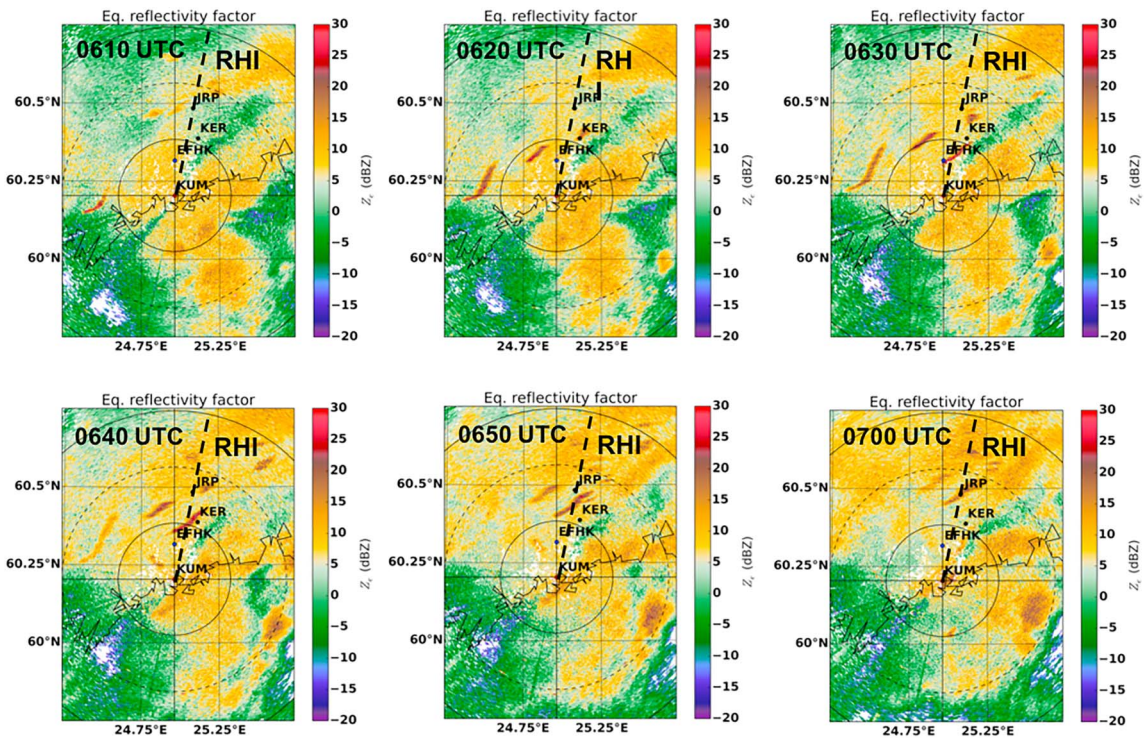 Eq. reflectivity factor
0610 UTC
RHI
JRP
KER
EFHK
KUM
60.5°N
60.25°N
60°N
24.75°E 25.25°E
30
25
20
15
10
5
0
−5
−10
−15
−20
Ze (dBZ)
Eq. reflectivity factor
0620 UTC
RH
I
JRP
KER
EFHK
KUM
60.5°N
60.25°N
60°N
24.75°E 25.25°E
30
25
20
15
10
5
0
−5
−10
−15
−20
Ze (dBZ)
Eq. reflectivity factor
0630 UTC
RHI
JRP
KER
EFHK
KUM
60.5°N
60.25°N
60°N
24.75°E 25.25°E
30
25
20
15
10
5
0
−5
−10
−15
−20
Ze (dBZ)
Eq. reflectivity factor
0640 UTC
RHI
JRP
KER
EFHK
KUM
60.5°N
60.25°N
60°N
24.75°E 25.25°E
30
25
20
15
10
5
0
−5
−10
−15
−20
Ze (dBZ)
Eq. reflectivity factor
0650 UTC
RHI
JRP
KER
EFHK
KUM
60.5°N
60.25°N
60°N
24.75°E 25.25°E
30
25
20
15
10
5
0
−5
−10
−15
−20
Ze (dBZ)
Eq. reflectivity factor
0700 UTC
RHI
JRP
KER
EFHK
KUM
60.5°N
60.25°N
60°N
24.75°E 25.25°E
30
25
20
15
10
5
0
−5
−10
−15
−20
Ze (dBZ)